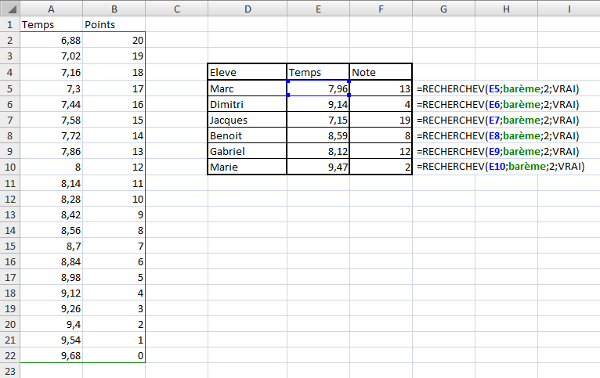 A B C D E F G H I
1 Temps Points
2 6,88 20
3 7,02 19
4 7,16 18 Eleve Temps Note
5 7,3 17 Marc 7,96 13 =RECHERCHEV(E5;barème;2;VRAI)
6 7,44 16 Dimitri 9,14 4 =RECHERCHEV(E6;barème;2;VRAI)
7 7,58 15 Jacques 7,15 19 =RECHERCHEV(E7;barème;2;VRAI)
8 7,72 14 Benoit 8,59 8 =RECHERCHEV(E8;barème;2;VRAI)
9 7,86 13 Gabriel 8,12 12 =RECHERCHEV(E9;barème;2;VRAI)
10 8 12 Marie 9,47 2 =RECHERCHEV(E10;barème;2;VRAI)
11 8,14 11
12 8,28 10
13 8,42 9
14 8,56 8
15 8,7 7
16 8,84 6
17 8,98 5
18 9,12 4
19 9,26 3
20 9,4 2
21 9,54 1
22 9,68 0
23